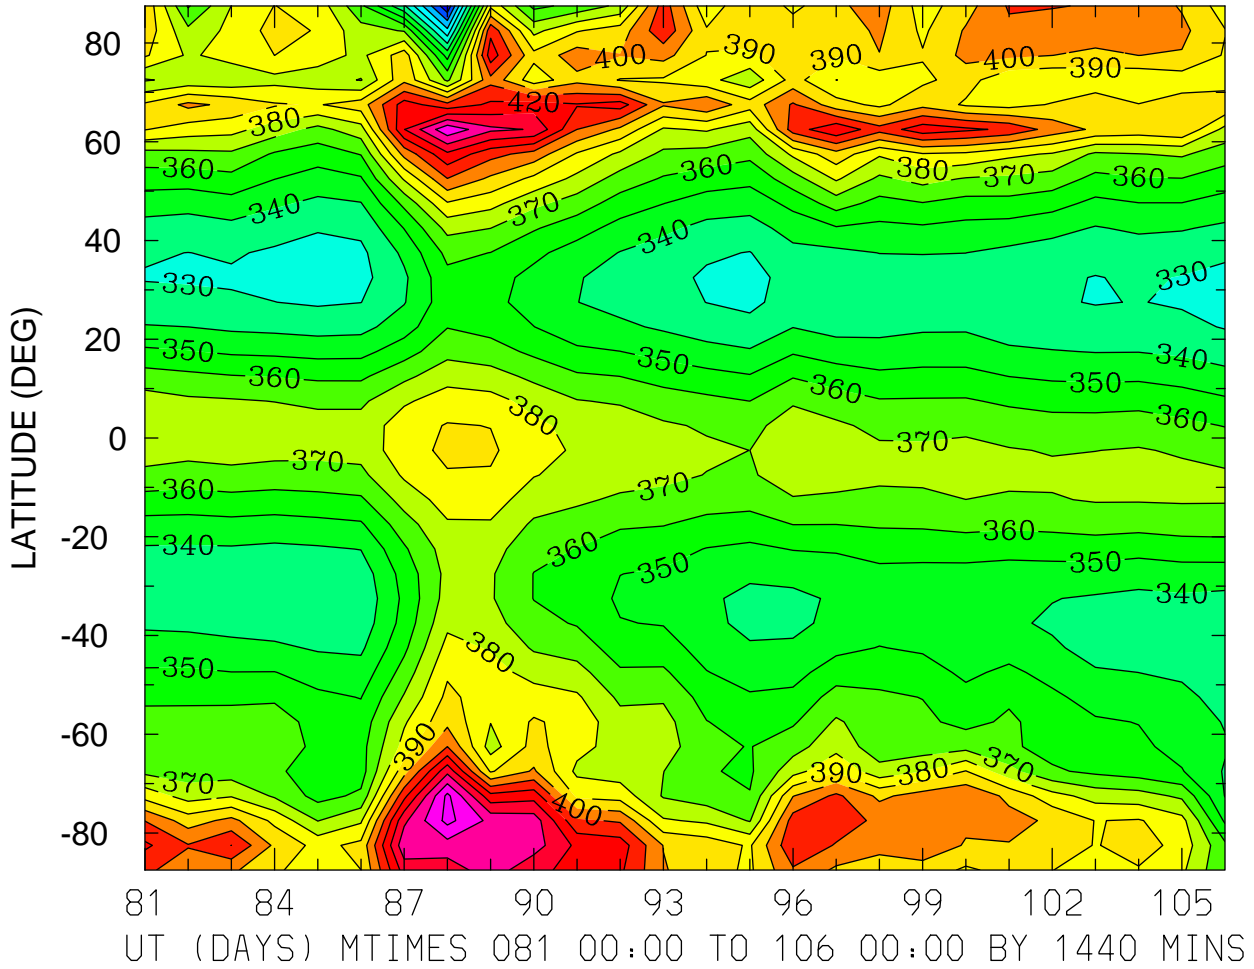 80
60
40
20
0
-20
-40
-60
-80
LATITUDE (DEG)
400 390 390 400 390
420
380
360 360 380 370 360
340 370
340
330 330
350 350 340
360 360 350
380 360
370 370
370
360 360
340 360 350
350 340
350 380
390
370 390 380 370
400
81 84 87 90 93 96 99 102 105
UT (DAYS) MTIMES 081 00:00 TO 106 00:00 BY 1440 MINS